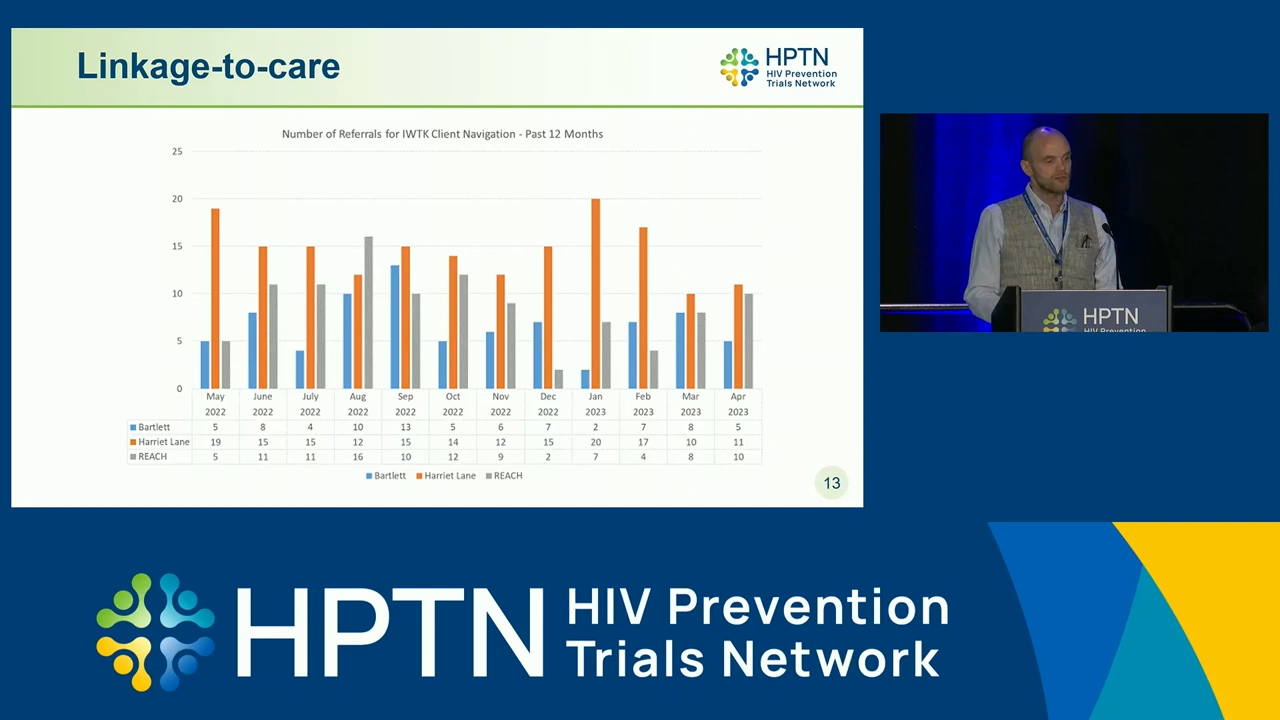 Linkage-to-care
HPTN
HIV Prevention
Trials Network
Number of Referrals for IWTK Client Navigation - Past 12 Months
25
20
15
10
5
0
May June July Aug Sep Oct Nov Dec Jan Feb Mar Apr
2022 2022 2022 2022 2022 2022 2022 2022 2023 2023 2023 2023
Bartlett 5 8 4 10 13 5 6 7 2 7 8 5
Harriet Lane 19 15 15 12 15 14 12 15 20 17 10 11
REACH 5 11 11 16 10 12 9 2 7 4 8 10
Bartlett Harriet Lane REACH
13
HPTN
HIV Prevention
HPTN
HIV Prevention
Trials Network